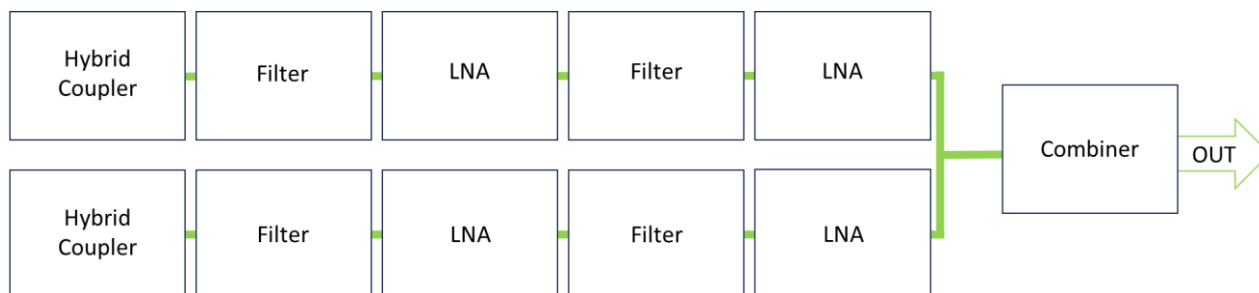 Hybrid
Coupler
Filter
LNA
Filter
LNA
Combiner
OUT
Hybrid
Coupler
Filter
LNA
Filter
LNA